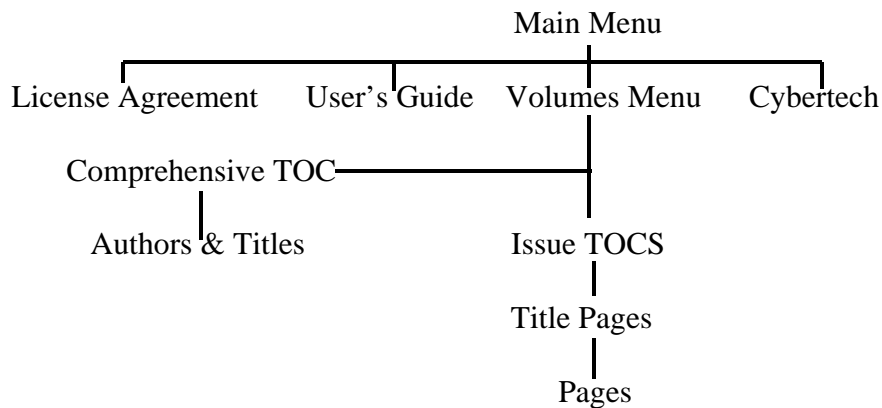 Main Menu
License Agreement User’s Guide Volumes Menu Cybertech
Comprehensive TOC
Authors & Titles Issue TOCS
Title Pages
Pages